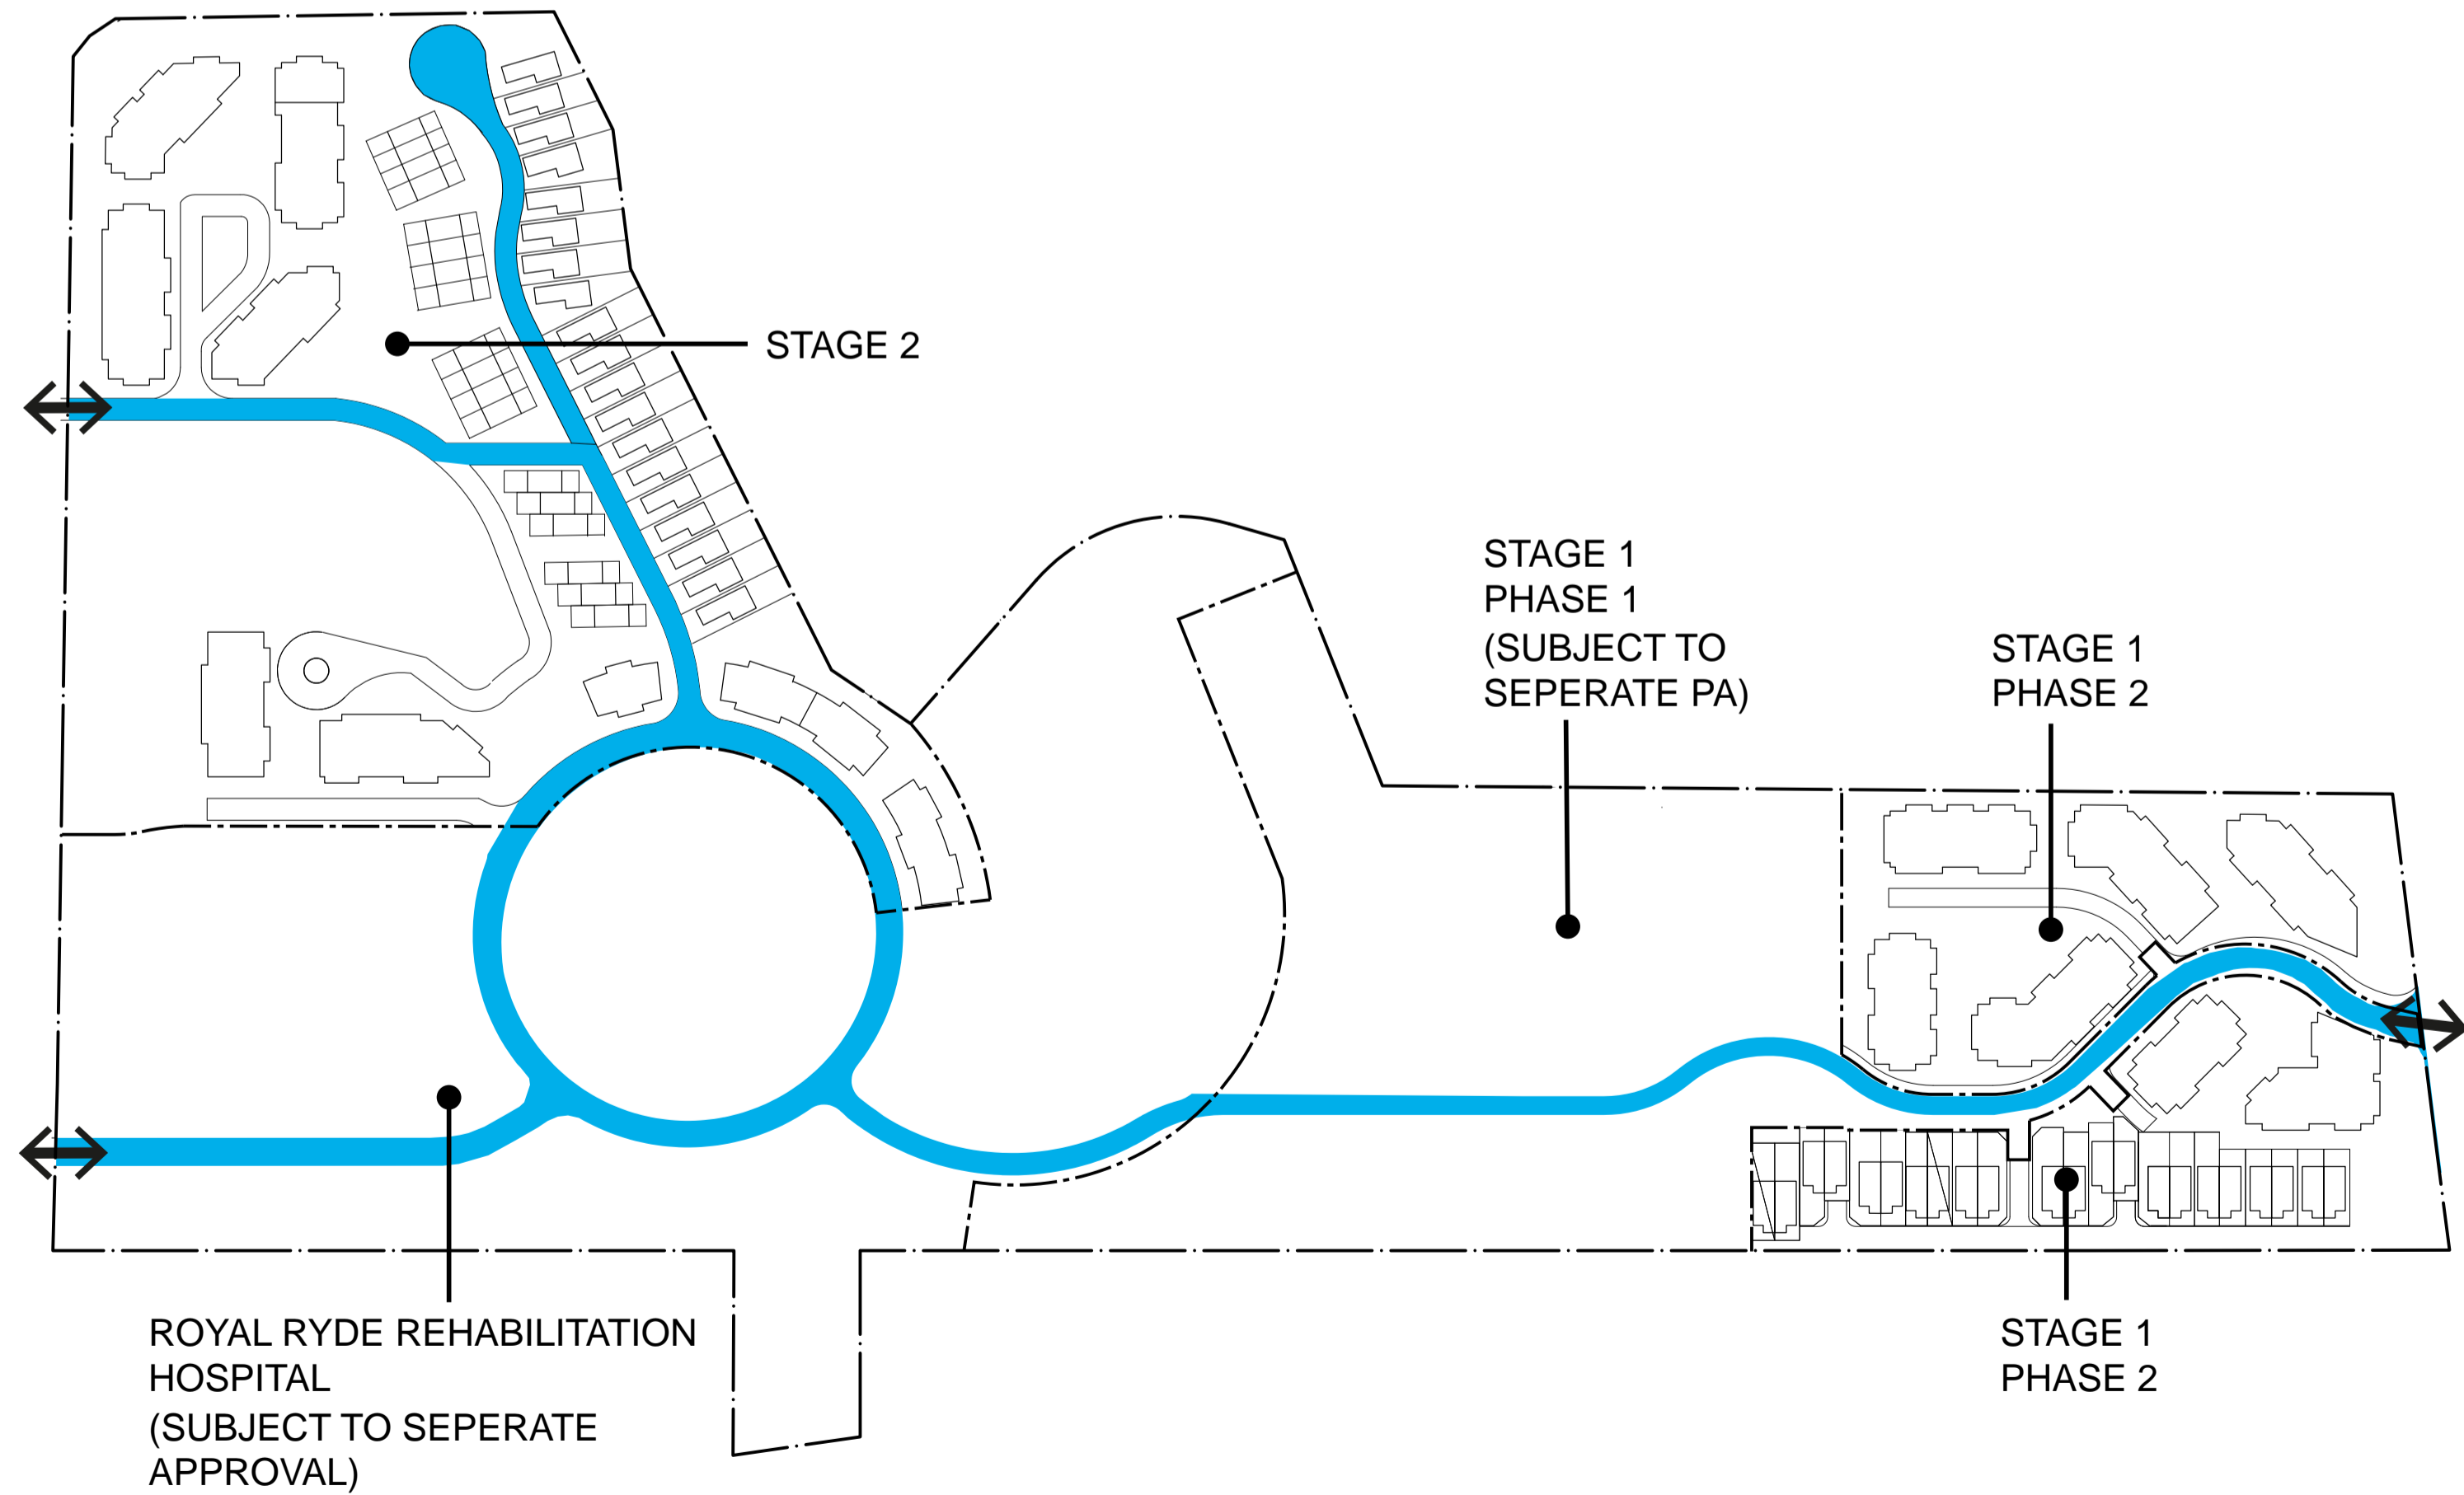 STAGE 2
STAGE 1
PHASE 1
(SUBJECT TO
SEPERATE PA)
STAGE 1
PHASE 2
ROYAL RYDE REHABILITATION
HOSPITAL
(SUBJECT TO SEPERATE
APPROVAL)
STAGE 1
PHASE 2